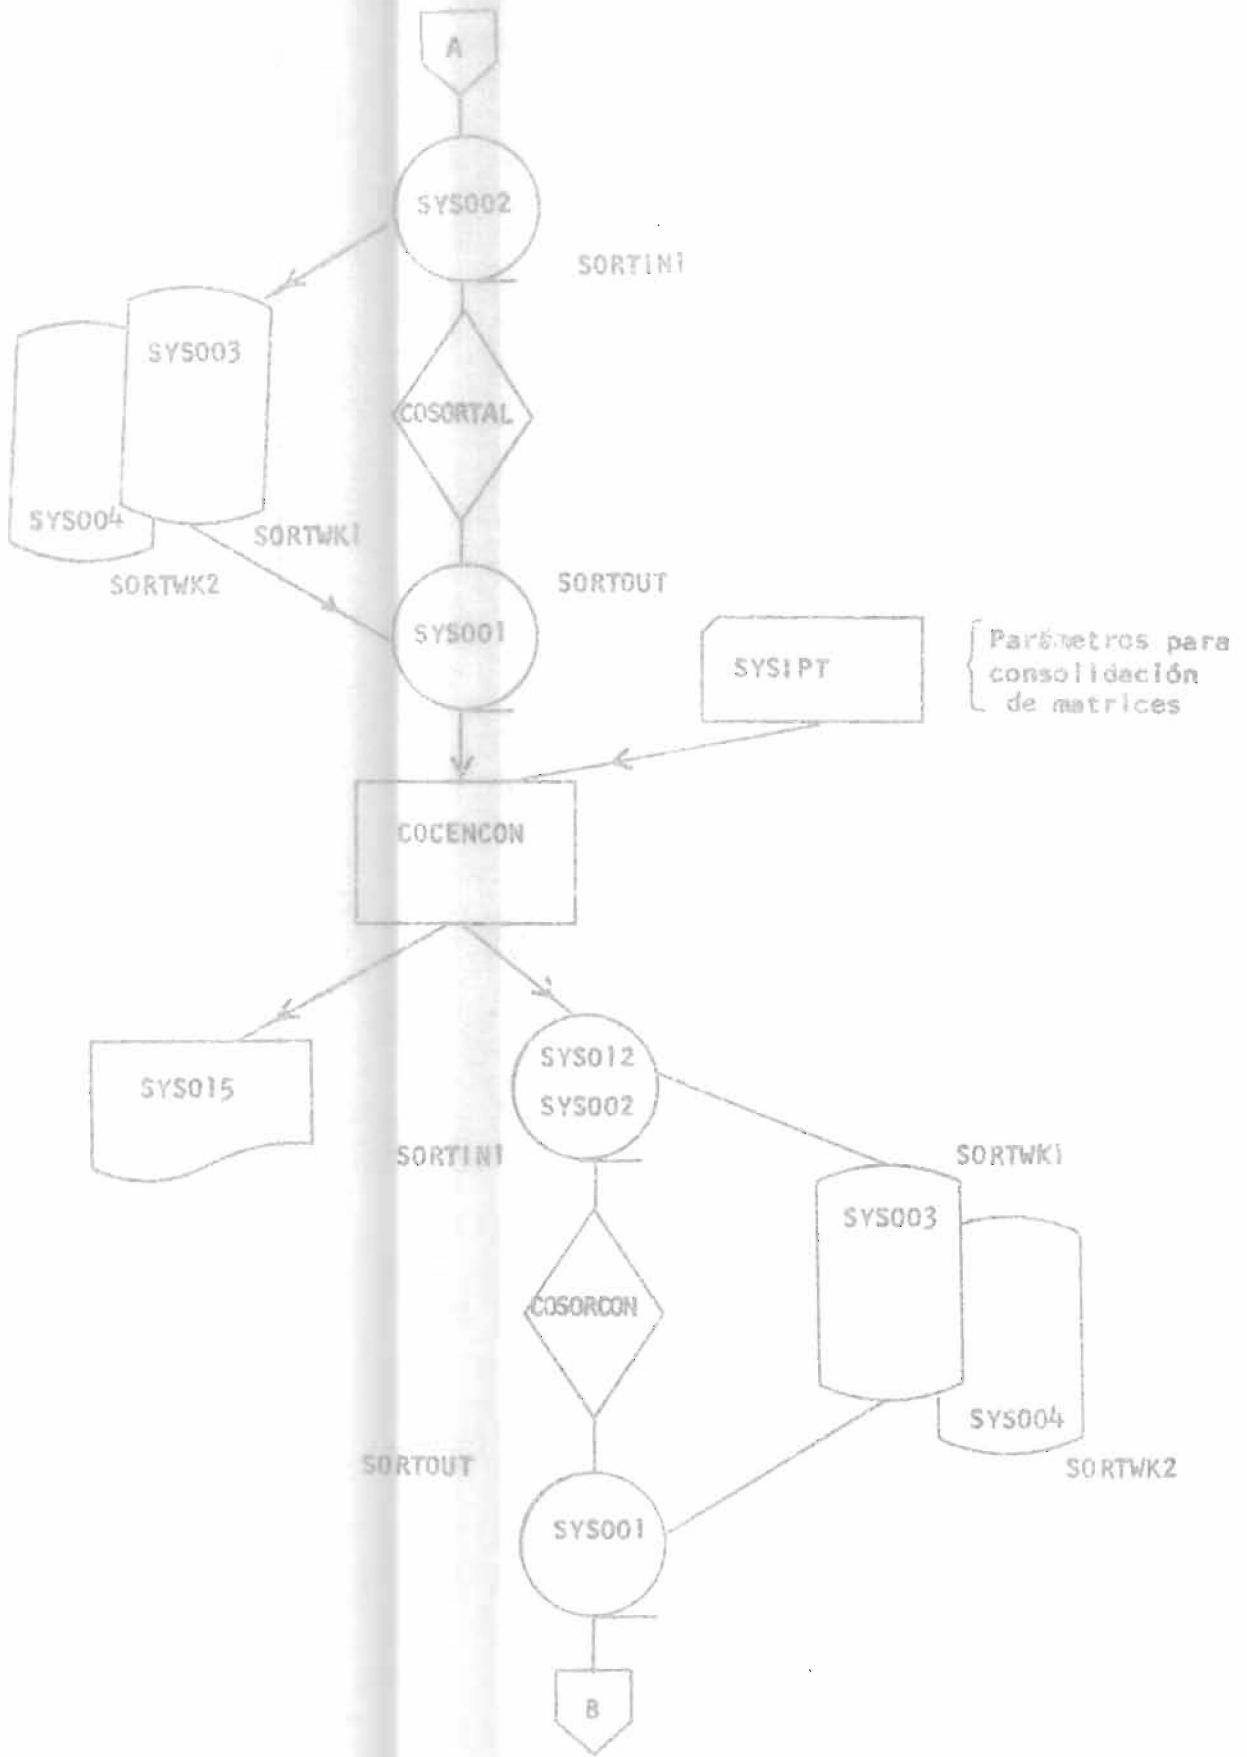 A
SYS002
SORTIN1
SYS003
COSORTAL
SYS004
SORTWK1
SORTWK2
SORTOUT
SYS001
SYSIPT
Parámetros para
consolidación
de matrices
COCENCON
SYS012
SYS002
SYS015
SORTIN1
SORTWK1
SYS003
COSORCON
SYS004
SORTOUT
SORTWK2
SYS001
B